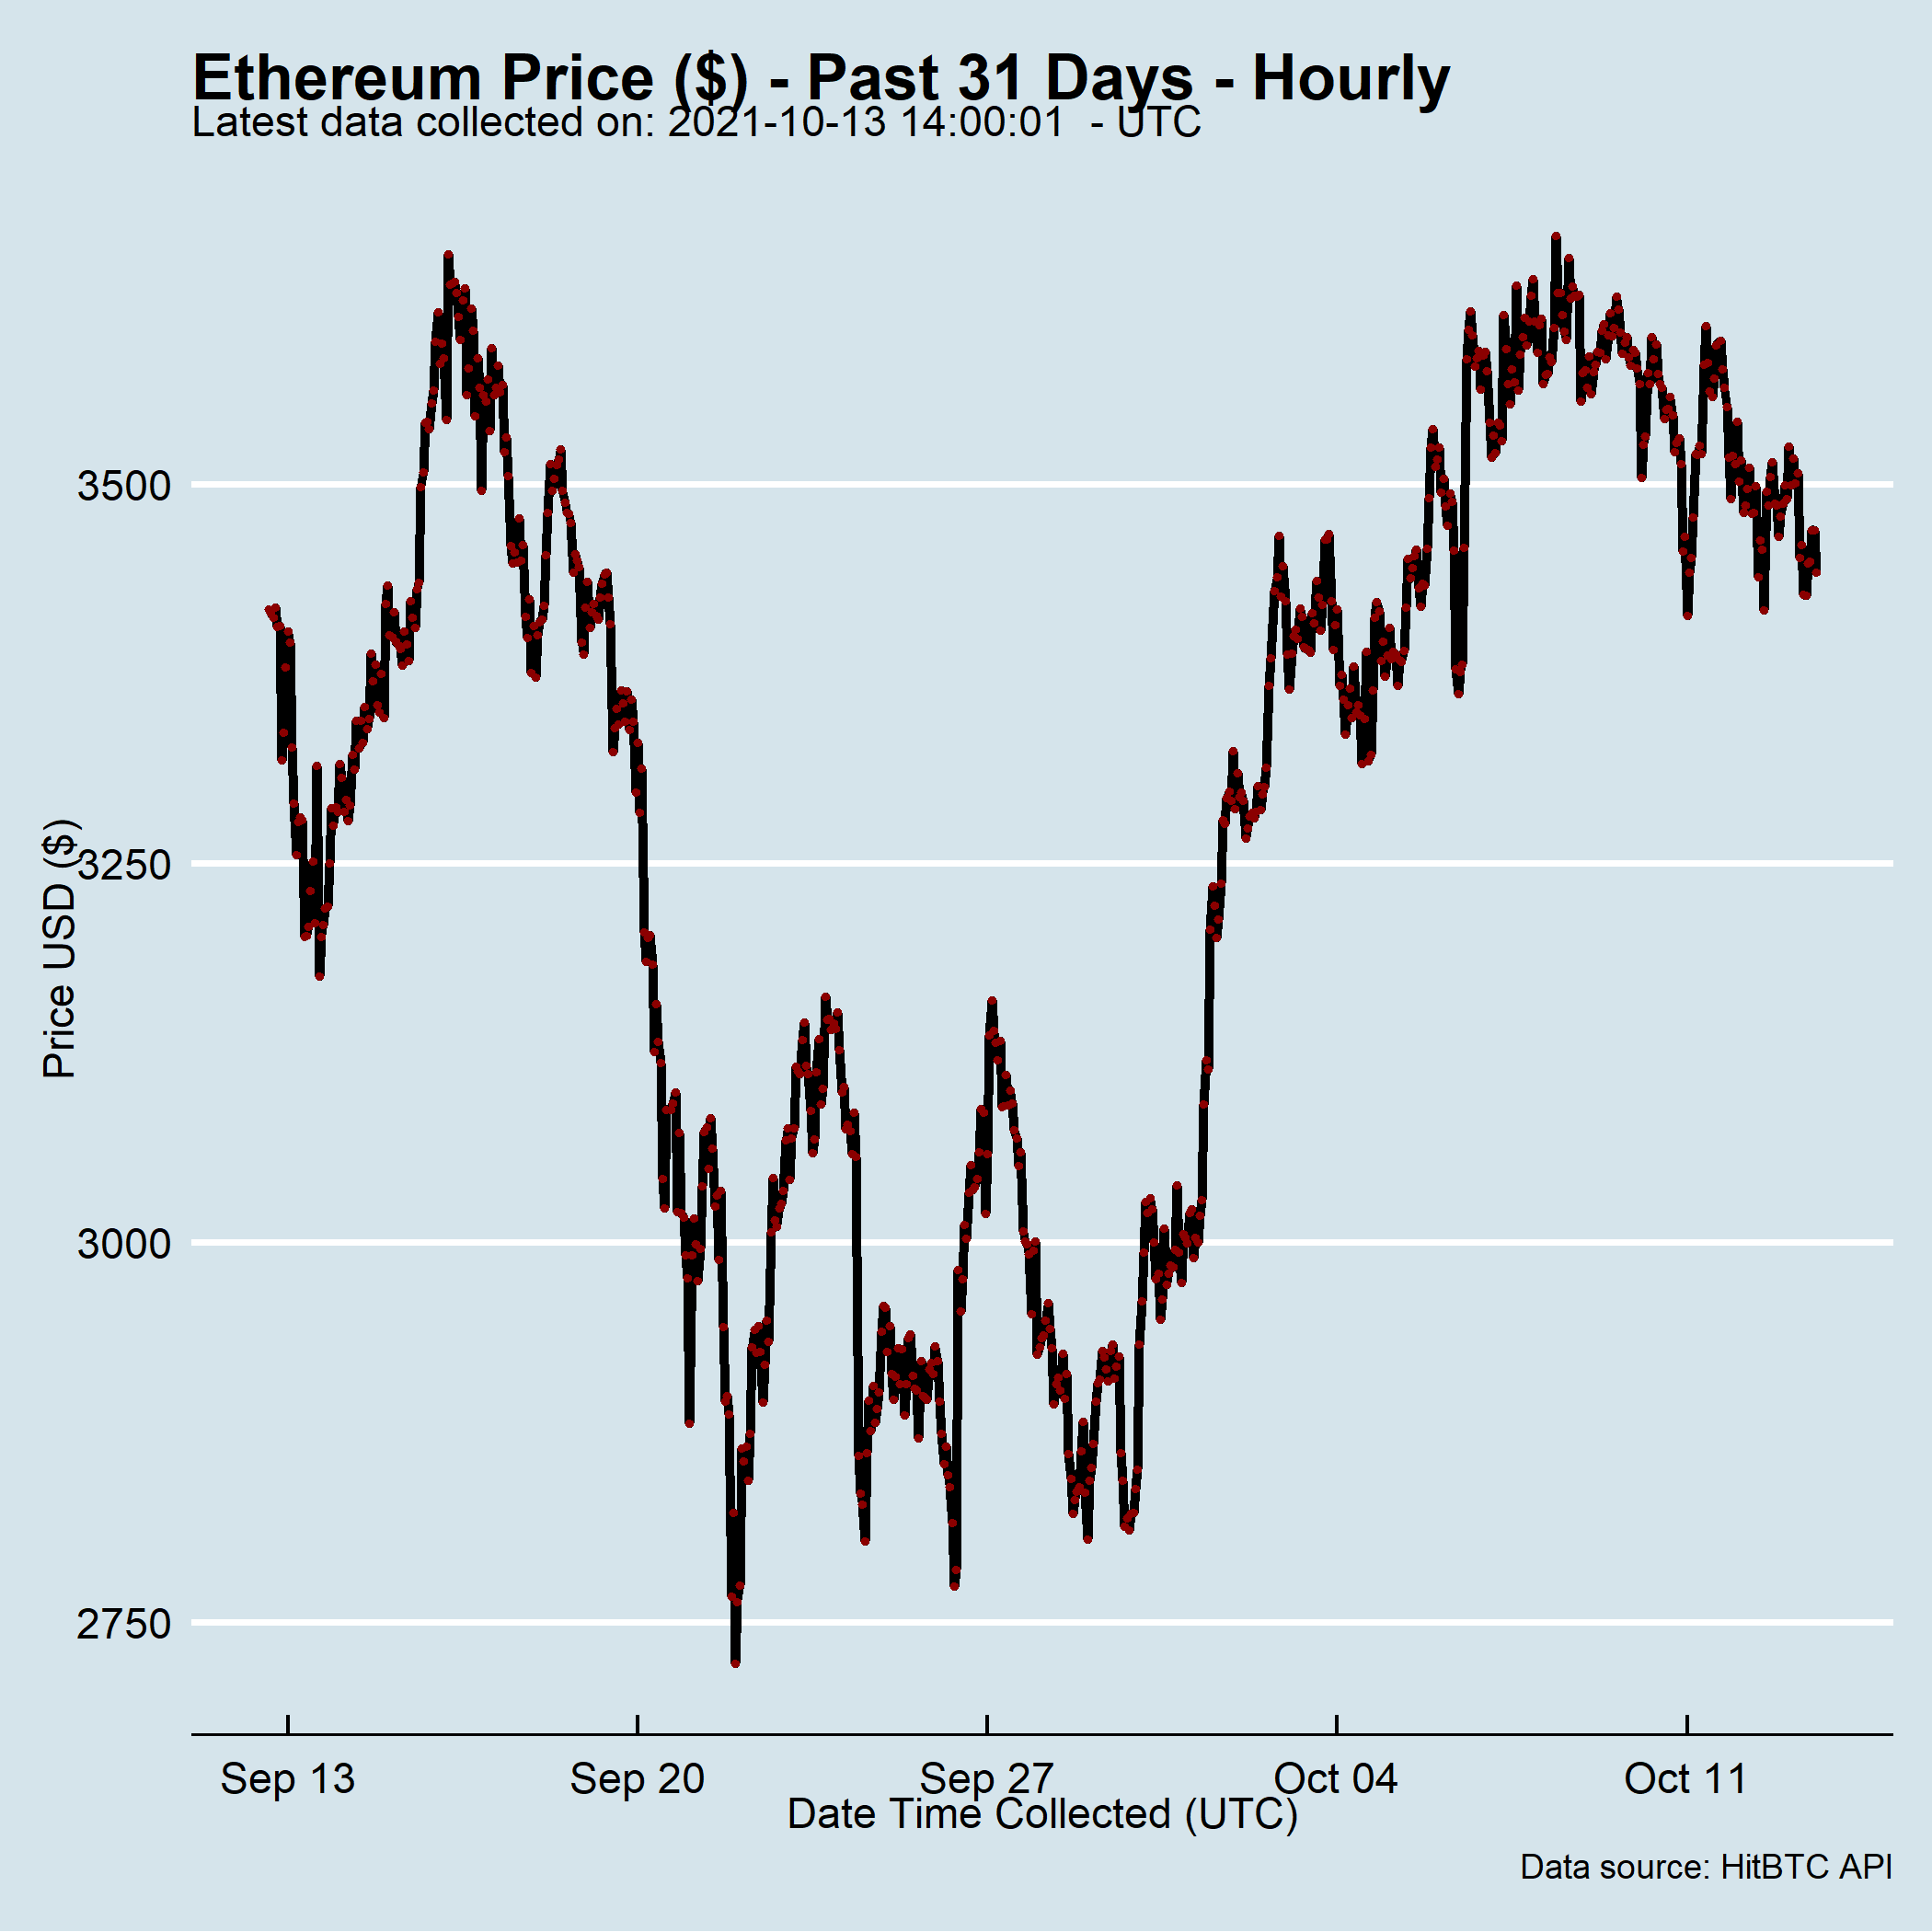 Ethereum Price ($) - Past 31 Days - Hourly
Latest data collected on: 2021-10-13 14:00:01  - UTC
Price USD ($)
3500
3250
3000
2750
Sep 13 Sep 20 Sep 27 Oct 04 Oct 11
Date Time Collected (UTC)
Data source: HitBTC API